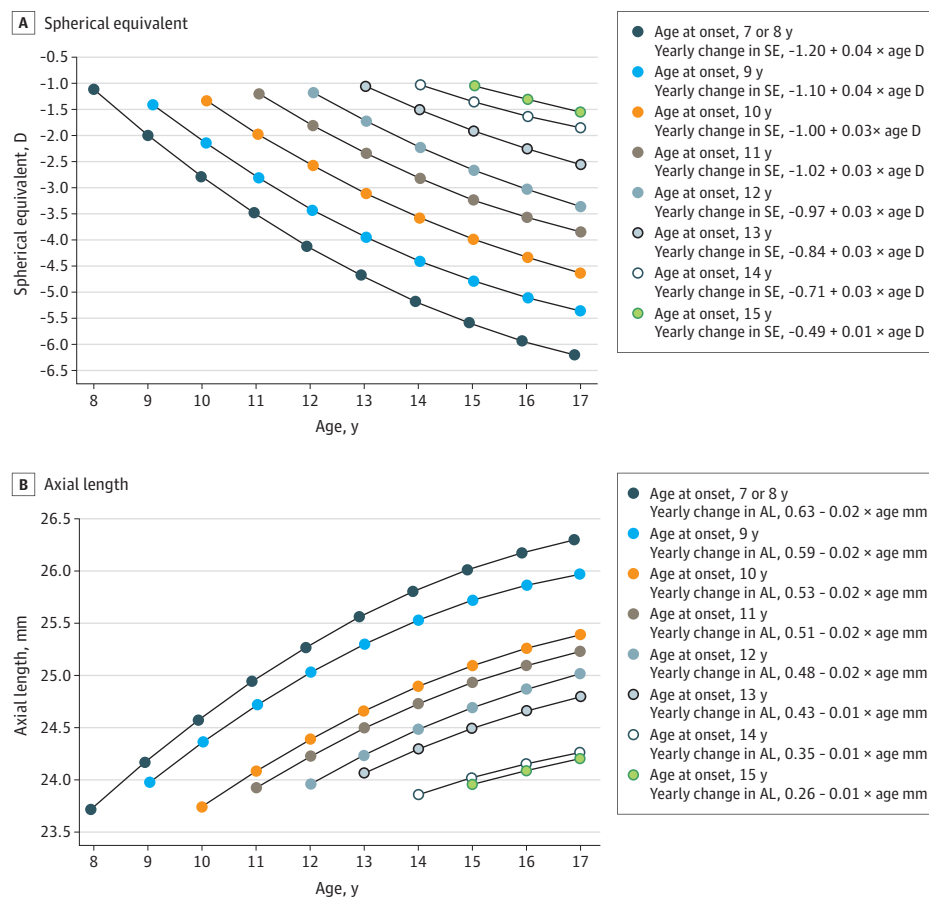 A Spherical equivalent
-0.5
-1.0
-1.5
-2.0
-2.5
-3.0
-3.5
-4.0
-4.5
-5.0
-5.5
-6.0
-6.5
Spherical equivalent, D
8 9 10 11 12 13 14 15 16 17
Age, y
Age at onset, 7 or 8 y
Yearly change in SE, -1.20 + 0.04 × age D
Age at onset, 9 y
Yearly change in SE, -1.10 + 0.04 × age D
Age at onset, 10 y
Yearly change in SE, -1.00 + 0.03× age D
Age at onset, 11 y
Yearly change in SE, -1.02 + 0.03 × age D
Age at onset, 12 y
Yearly change in SE, -0.97 + 0.03 × age D
Age at onset, 13 y
Yearly change in SE, -0.84 + 0.03 × age D
Age at onset, 14 y
Yearly change in SE, -0.71 + 0.03 × age D
Age at onset, 15 y
Yearly change in SE, -0.49 + 0.01 × age D
B Axial length
26.5
26.0
25.5
25.0
24.5
24.0
23.5
Axial length, mm
8 9 10 11 12 13 14 15 16 17
Age, y
Age at onset, 7 or 8 y
Yearly change in AL, 0.63 - 0.02 × age mm
Age at onset, 9 y
Yearly change in AL, 0.59 - 0.02 × age mm
Age at onset, 10 y
Yearly change in AL, 0.53 - 0.02 × age mm
Age at onset, 11 y
Yearly change in AL, 0.51 - 0.02 × age mm
Age at onset, 12 y
Yearly change in AL, 0.48 - 0.02 × age mm
Age at onset, 13 y
Yearly change in AL, 0.43 - 0.01 × age mm
Age at onset, 14 y
Yearly change in AL, 0.35 - 0.01 × age mm
Age at onset, 15 y
Yearly change in AL, 0.26 - 0.01 × age mm